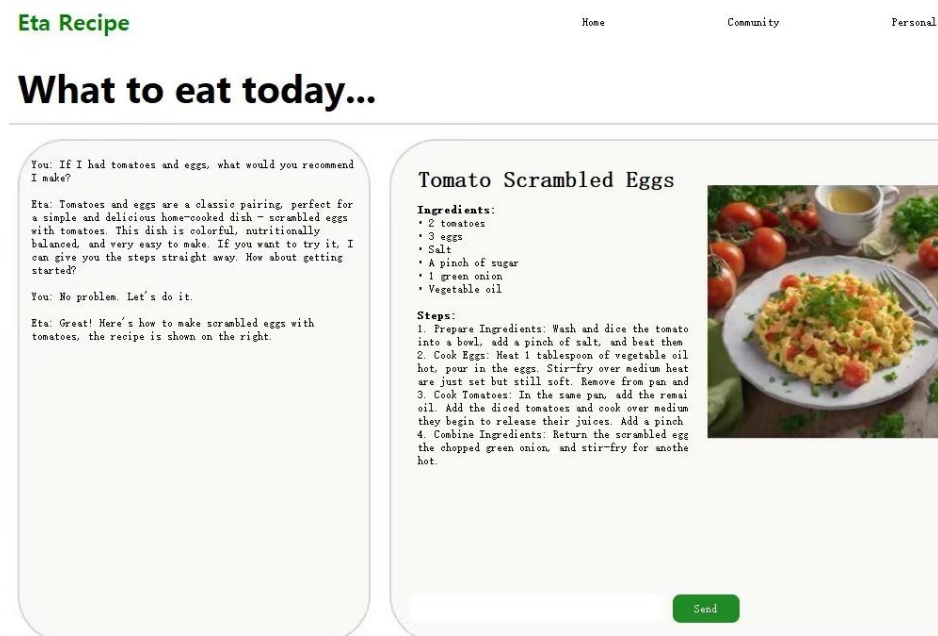 Eta Recipe
Home
Community
Personal
What to eat today...
You: If I had tomatoes and eggs, what would you recommend
I make?
Eta: Tomatoes and eggs are a classic pairing, perfect for
a simple and delicious home-cooked dish - scrambled eggs
with tomatoes. This dish is colorful, nutritionally
balanced, and very easy to make. If you want to try it, I
can give you the steps straight away. How about getting
started?
You: No problem. Let's do it.
Eta: Great! Here's how to make scrambled eggs with
tomatoes, the recipe is shown on the right.
Tomato Scrambled Eggs
Ingredients:
• 2 tomatoes
• 3 eggs
• Salt
• A pinch of sugar
• 1 green onion
• Vegetable oil
Steps:
1. Prepare Ingredients: Wash and dice the tomato
into a bowl, add a pinch of salt, and beat them
2. Cook Eggs: Heat 1 tablespoon of vegetable oil
hot, pour in the eggs. Stir-fry over medium heat
are just set but still soft. Remove from pan and
3. Cook Tomatoes: In the same pan, add the remai
oil. Add the diced tomatoes and cook over medium
they begin to release their juices. Add a pinch
4. Combine Ingredients: Return the scrambled egg
the chopped green onion, and stir-fry for anothe
hot.
Send